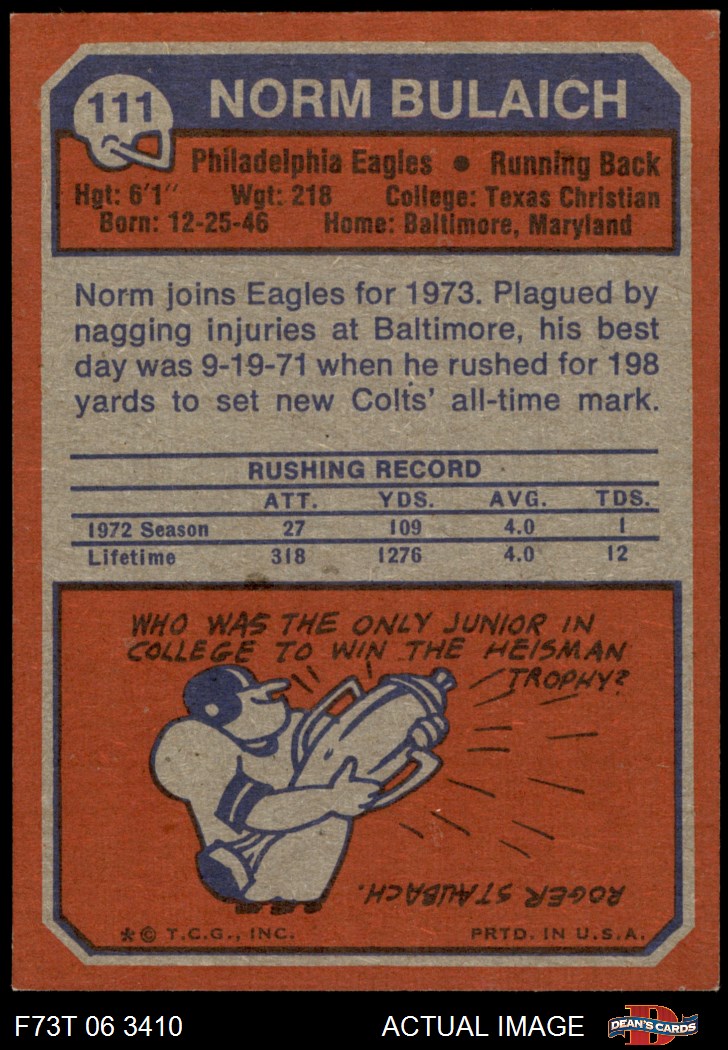 111 NORM BULAICH
Philadelphia Eagles • Running Back
Hgt: 6'1" Wgt: 218 College: Texas Christian
Born: 12-25-46 Home: Baltimore, Maryland
Norm joins Eagles for 1973. Plagued by
nagging injuries at Baltimore, his best
day was 9-19-71 when he rushed for 198
yards to set new Colts' all-time mark.
RUSHING RECORD
ATT. YDS. AVG. TDS.
1972 Season 27 109 4.0 1
Lifetime 318 1276 4.0 12
WHO WAS THE ONLY JUNIOR IN
COLLEGE TO WIN THE HEISMAN
TROPHY?
ROGER STAUBACH.
*© T.C.G., INC. PRTD. IN U.S.A.
F73T 06 3410 ACTUAL IMAGE D DEAN'S CARDS